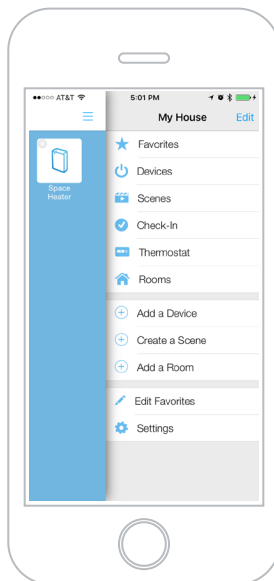 AT&T 5:01 PM
My House Edit
Favorites
Devices
Scenes
Check-In
Thermostat
Rooms
Add a Device
Create a Scene
Add a Room
Edit Favorites
Settings
Space
Heater